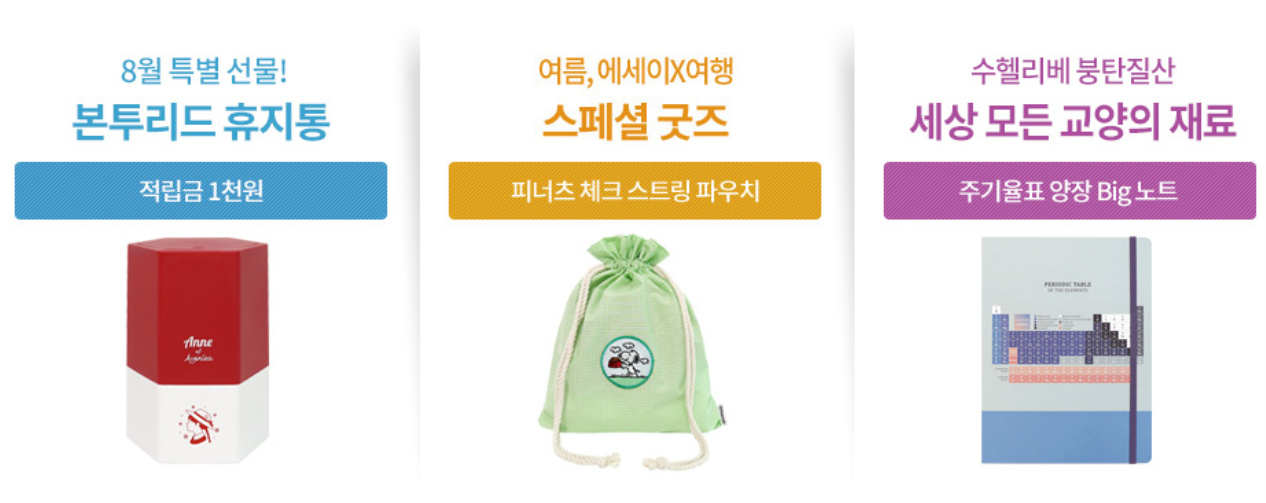 8월 특별 선물!
본투리드 휴지통
적립금 1천원
Anne
of
Avonlea
여름, 에세이X여행
스페셜 굿즈
피너츠 체크 스트링 파우치
수헬리베 붕탄질산
세상 모든 교양의 재료
주기율표 양장 Big 노트
PERIODIC TABLE
OF THE ELEMENTS